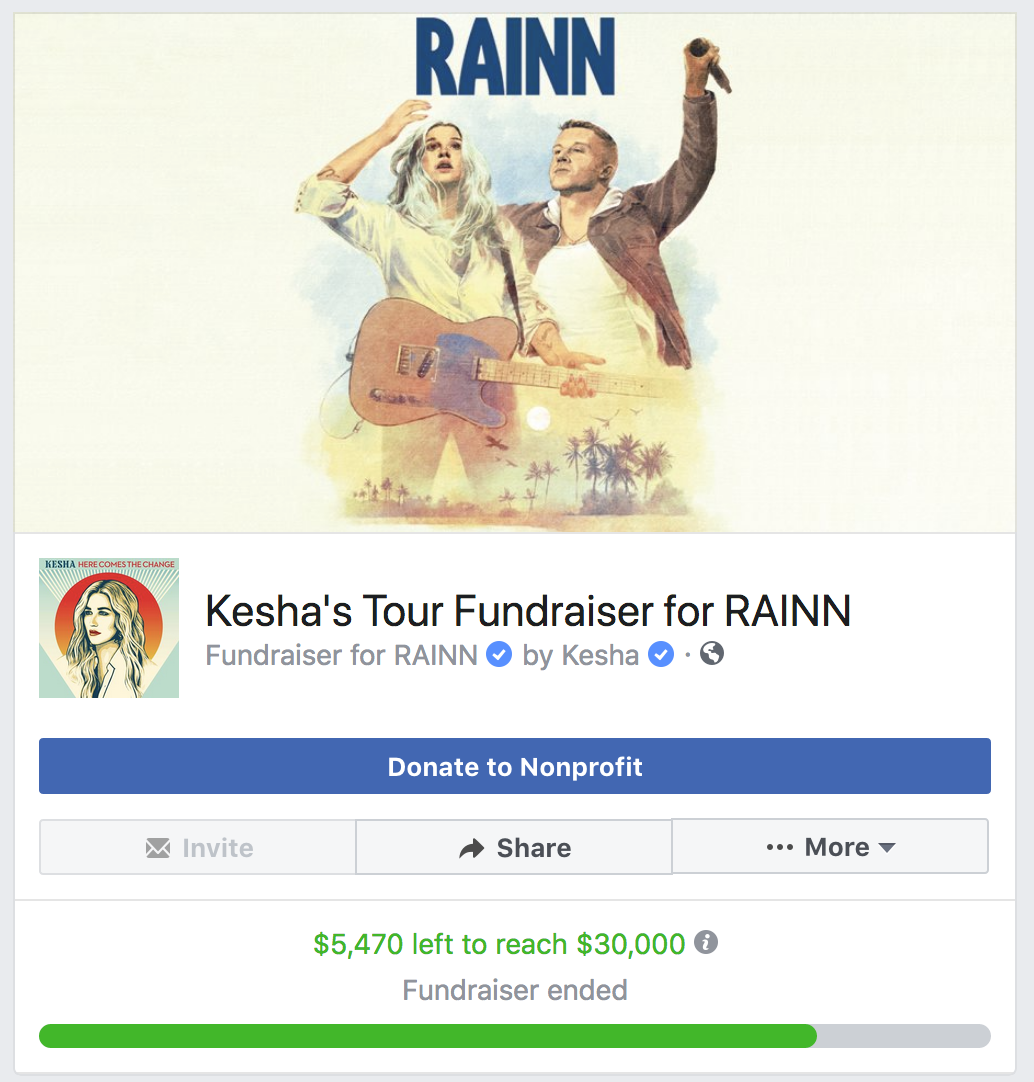 RAINN
KESHA HERE COMES THE CHANGE
Kesha's Tour Fundraiser for RAINN
Fundraiser for RAINN by Kesha ·
Donate to Nonprofit
Invite
Share
••• More
$5,470 left to reach $30,000
Fundraiser ended